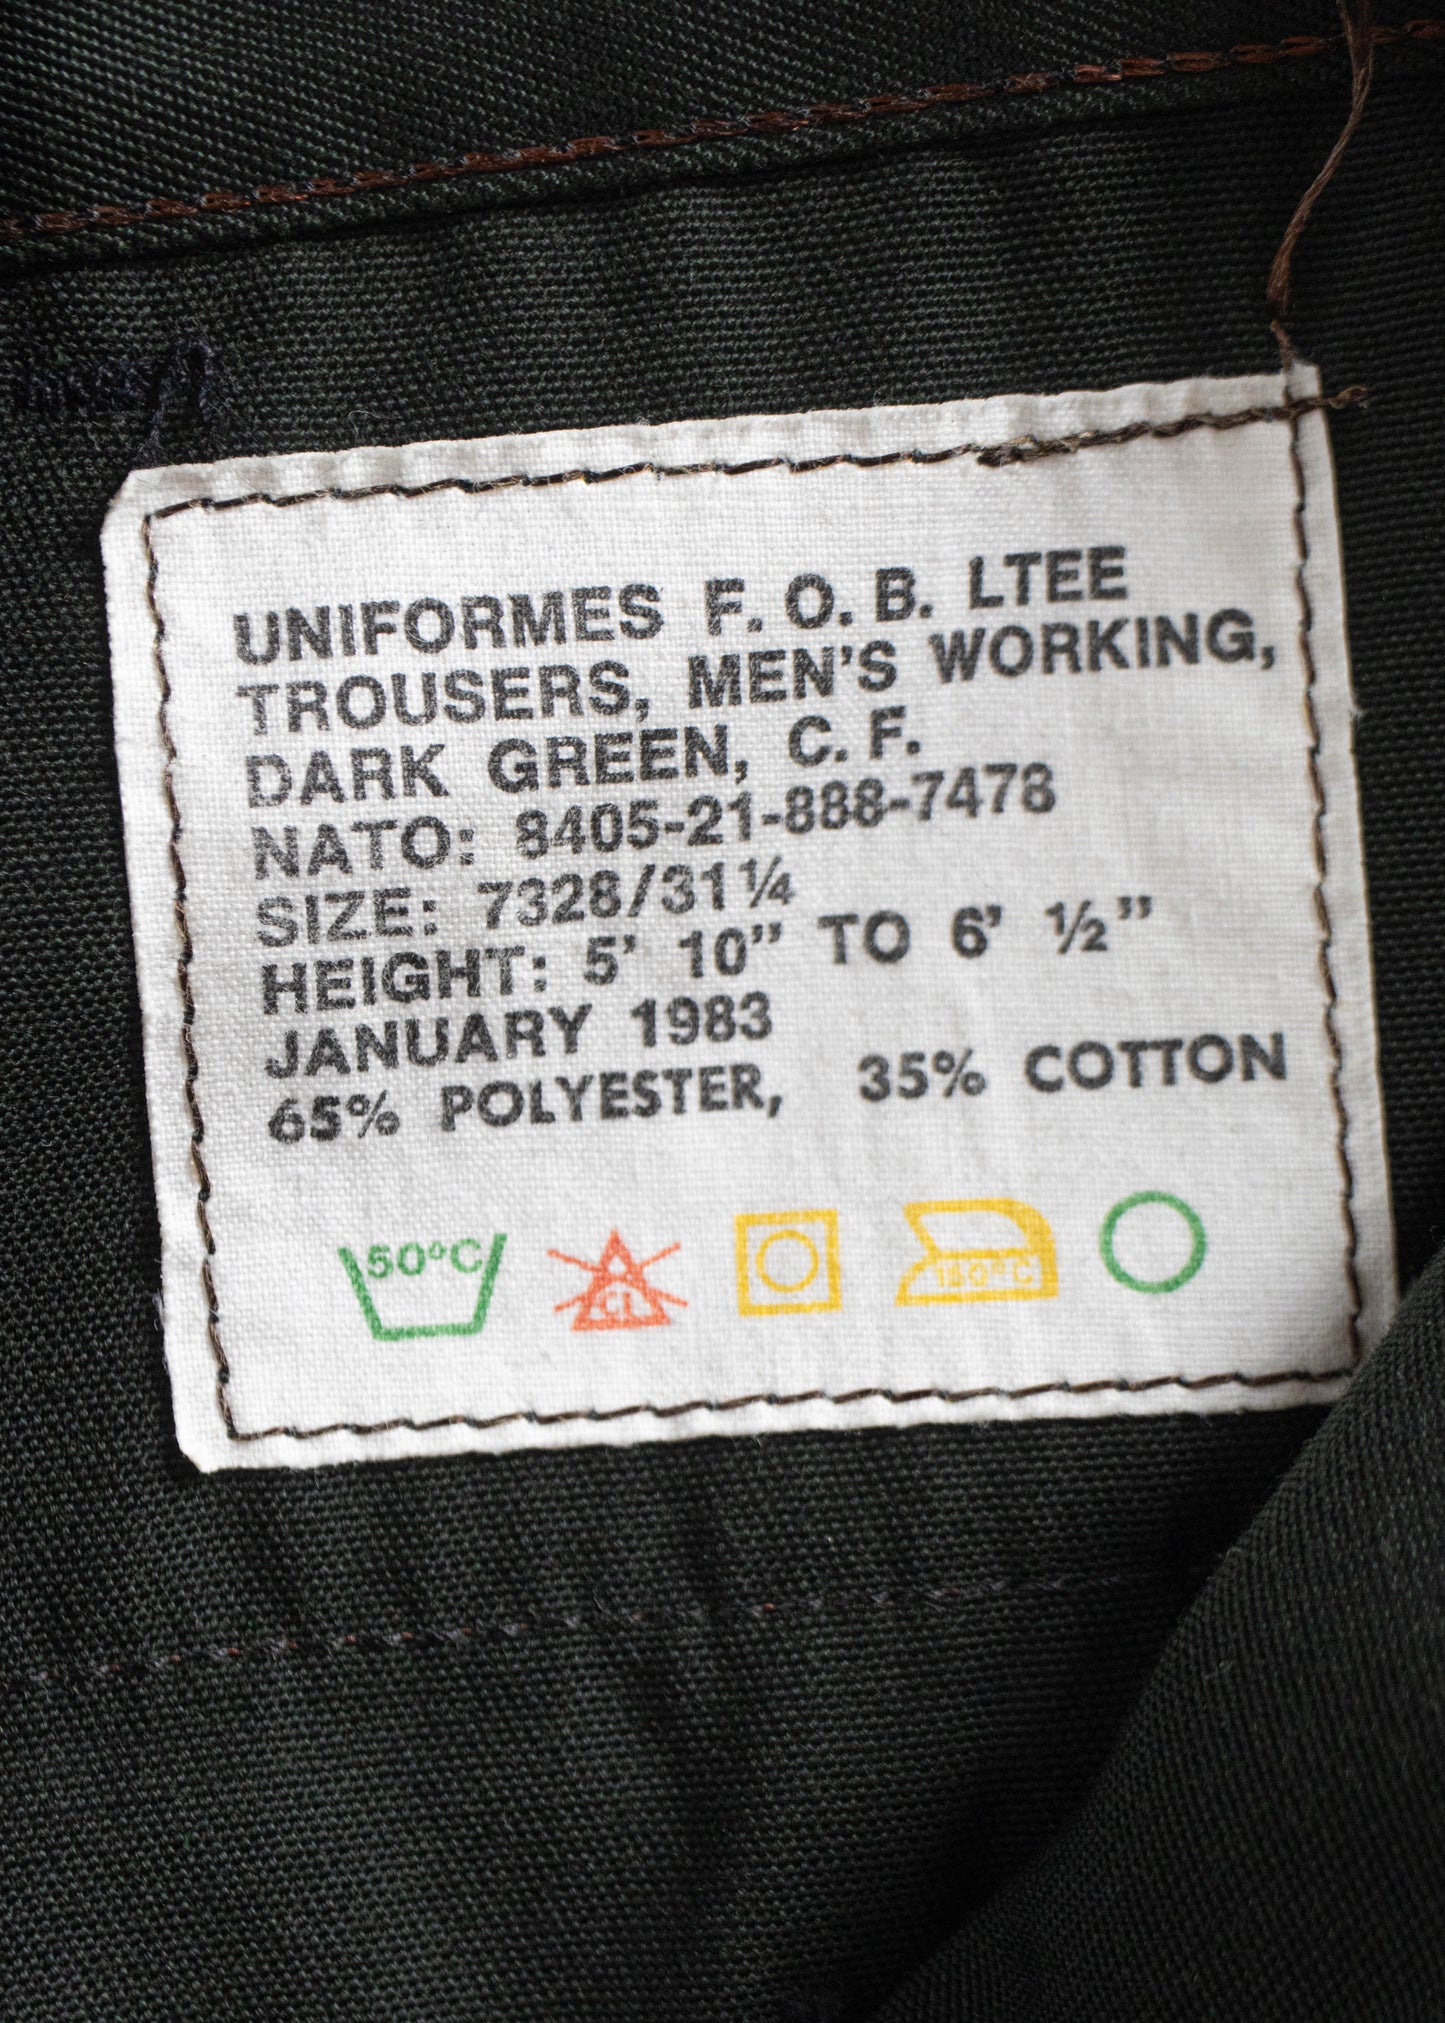 UNIFORMES F. O. B. LTEE
TROUSERS, MEN'S WORKING,
DARK GREEN, C. F.
NATO: 8405-21-888-7478
SIZE: 7328/31¼
HEIGHT: 5' 10" TO 6' ½"
JANUARY 1983
65% POLYESTER, 35% COTTON
50°C CL 150°C